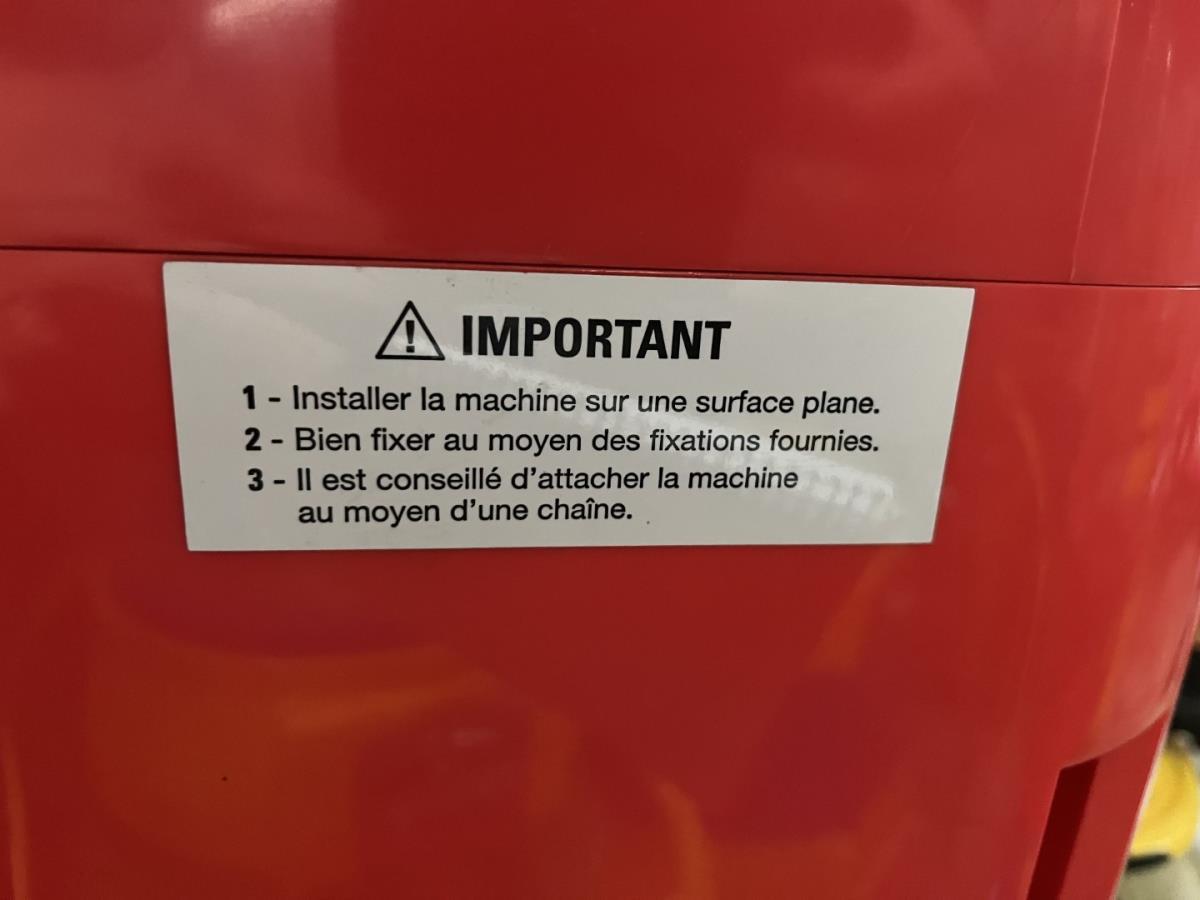 IMPORTANT
1 - Installer la machine sur une surface plane.
2 - Bien fixer au moyen des fixations fournies.
3 - Il est conseillé d'attacher la machine
au moyen d'une chaîne.